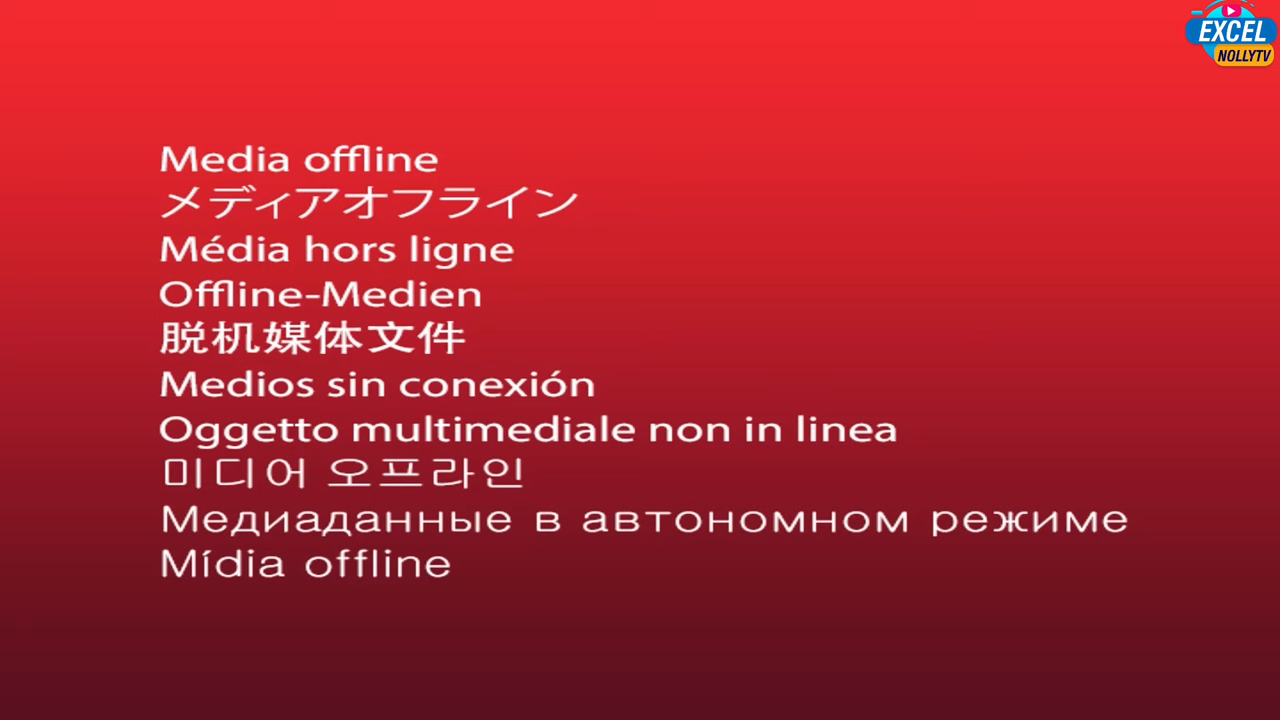 EXCEL
NOLLYTV
Media offline
メディアオフライン
Média hors ligne
Offline-Medien
脱机媒体文件
Medios sin conexión
Oggetto multimediale non in linea
미디어 오프라인
Медиаданные в автономном режиме
Mídia offline